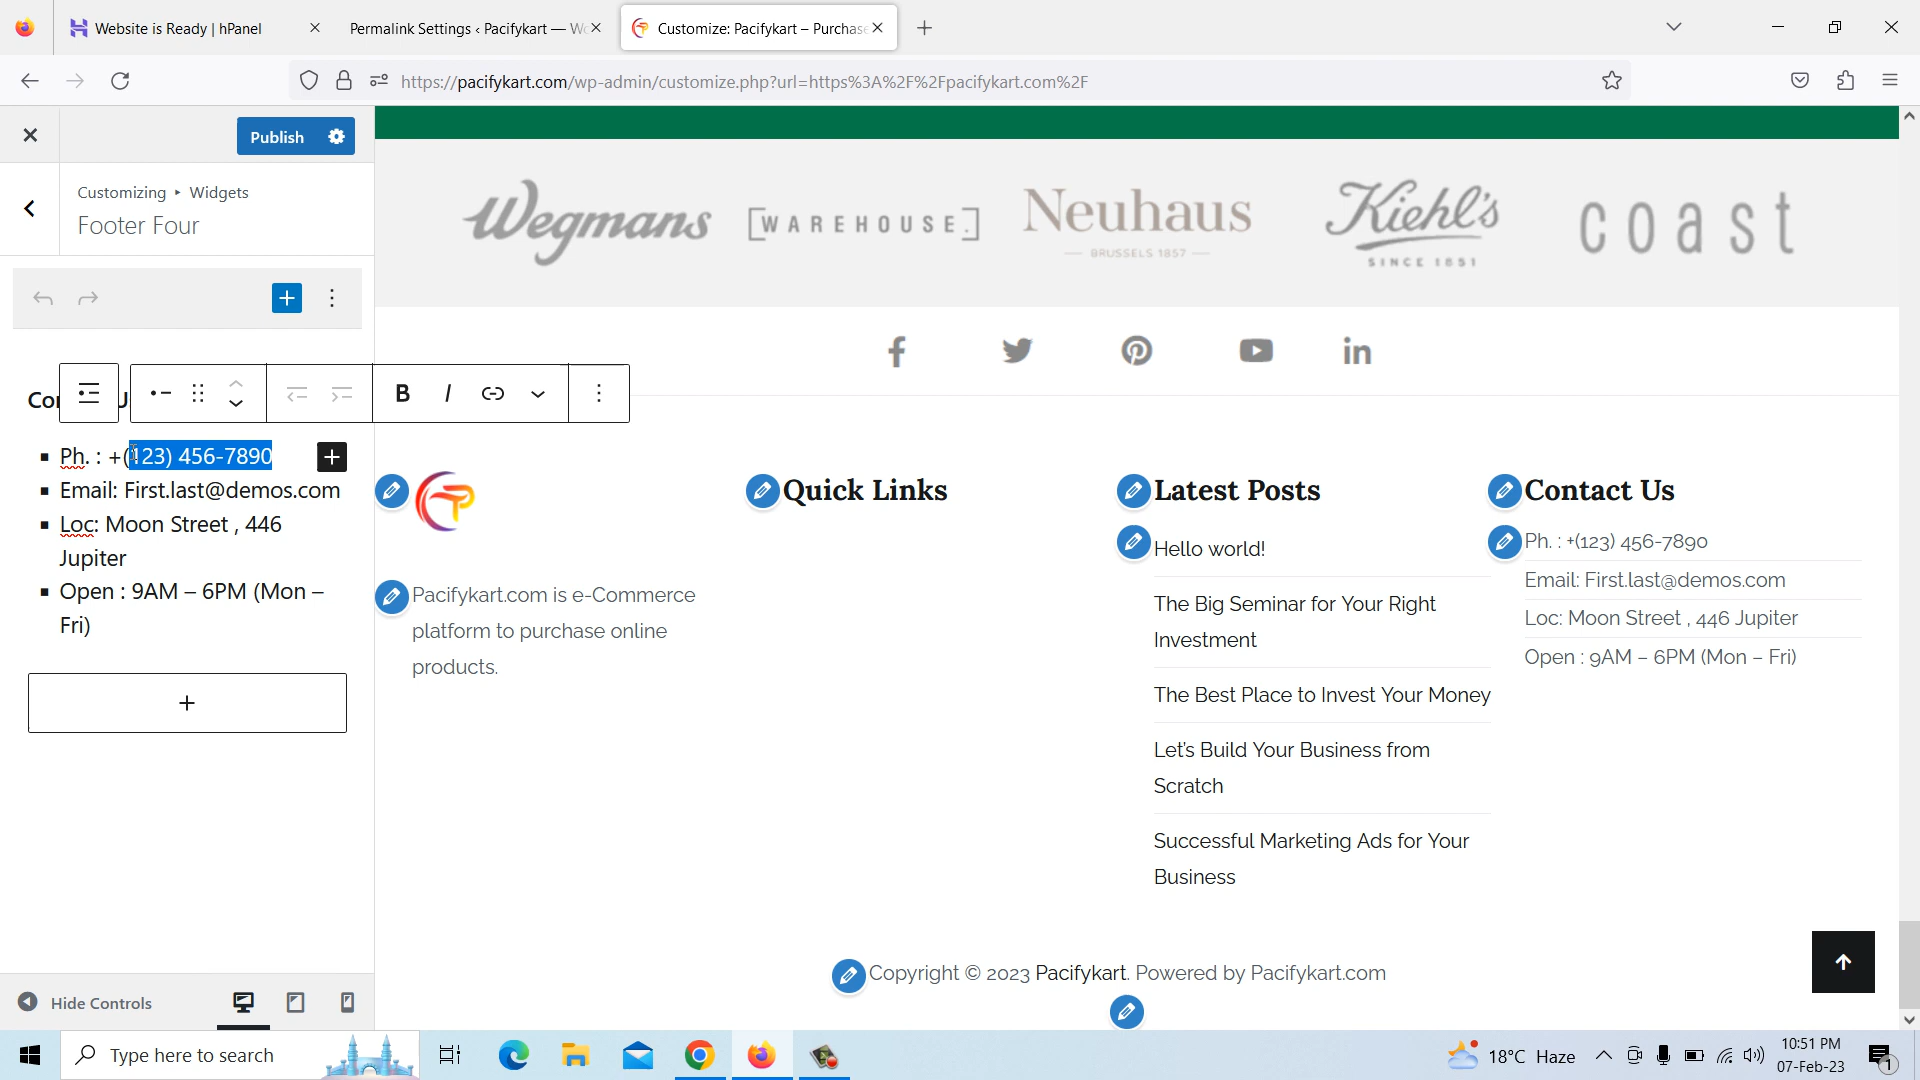 Website is Ready | hPanel
Permalink Settings ‹ Pacifykart — Wo
Customize: Pacifykart – Purchase
https://pacifykart.com/wp-admin/customize.php?url=https%3A%2F%2Fpacifykart.com%2F
Publish
Customizing ▸ Widgets
Footer Four
B I
Ph. : +(123) 456-7890
Email: First.last@demos.com
Loc: Moon Street , 446
Jupiter
Open : 9AM – 6PM (Mon –
Fri)
Hide Controls
Wegmans
[WAREHOUSE.]
Neuhaus
BRUSSELS 1857
Kiehl's
SINCE 1851
coast
Pacifykart.com is e-Commerce
platform to purchase online
products.
Quick Links
Latest Posts
Hello world!
The Big Seminar for Your Right
Investment
The Best Place to Invest Your Money
Let's Build Your Business from
Scratch
Successful Marketing Ads for Your
Business
Contact Us
Ph. : +(123) 456-7890
Email: First.last@demos.com
Loc: Moon Street , 446 Jupiter
Open : 9AM – 6PM (Mon – Fri)
Copyright © 2023 Pacifykart. Powered by Pacifykart.com
Type here to search
18°C Haze
10:51 PM
07-Feb-23
1